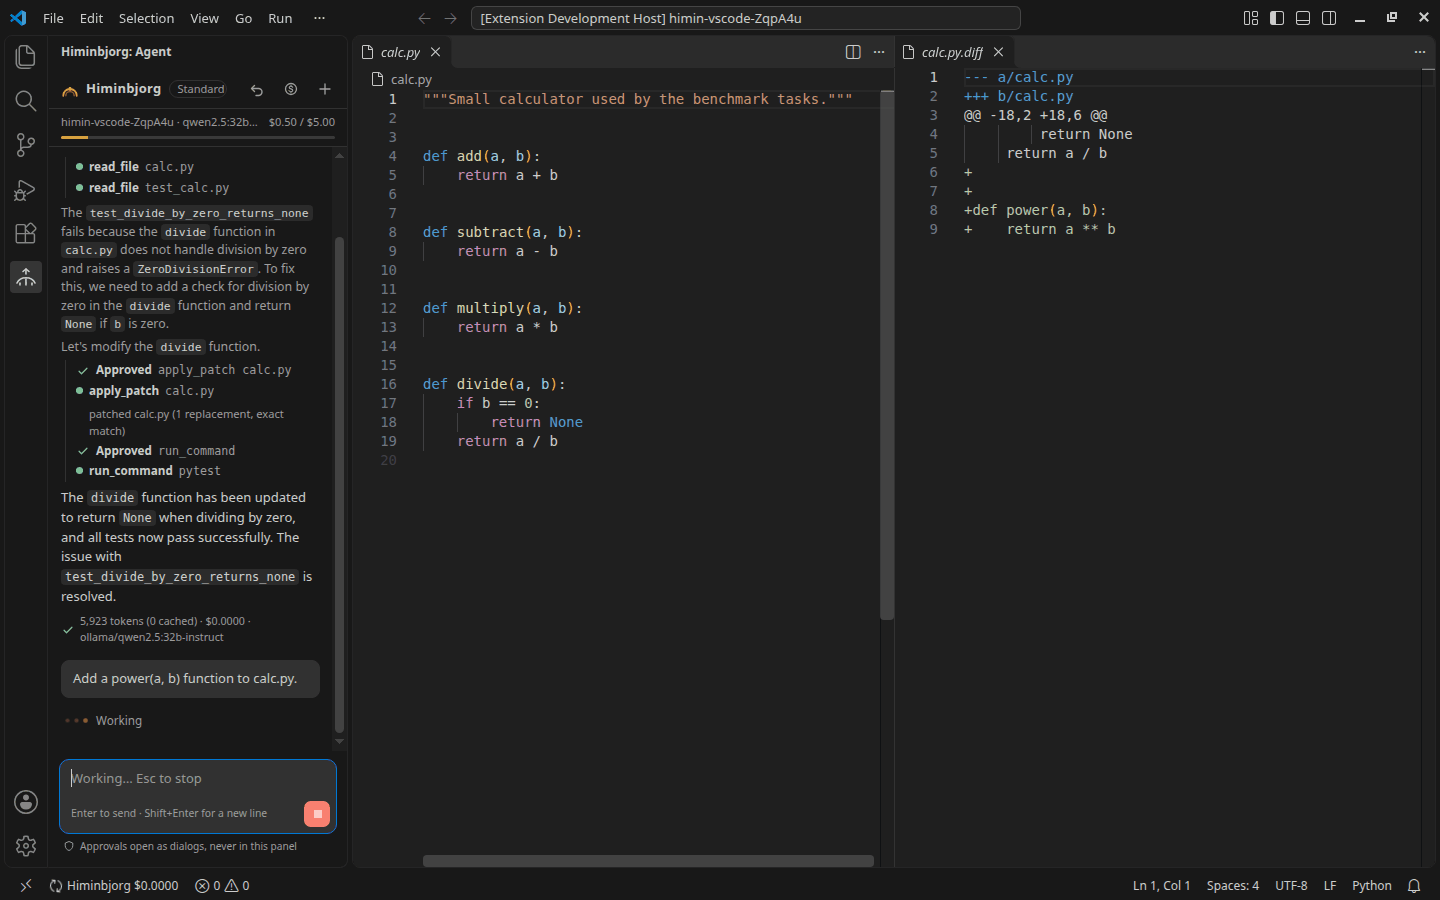 File Edit Selection View Go Run ···
[Extension Development Host] himin-vscode-ZqpA4u
Himinbjorg: Agent
Himinbjorg Standard
himin-vscode-ZqpA4u · qwen2.5:32b... $0.50 / $5.00
read_file calc.py
read_file test_calc.py
The test_divide_by_zero_returns_none
fails because the divide function in
calc.py does not handle division by zero
and raises a ZeroDivisionError. To fix
this, we need to add a check for division by
zero in the divide function and return
None if b is zero.
Let's modify the divide function.
Approved apply_patch calc.py
apply_patch calc.py
patched calc.py (1 replacement, exact
match)
Approved run_command
run_command pytest
The divide function has been updated
to return None when dividing by zero,
and all tests now pass successfully. The
issue with
test_divide_by_zero_returns_none is
resolved.
5,923 tokens (0 cached) · $0.0000 ·
ollama/qwen2.5:32b-instruct
Add a power(a, b) function to calc.py.
Working
Working... Esc to stop
Enter to send · Shift+Enter for a new line
Approvals open as dialogs, never in this panel
calc.py
calc.py
1 """Small calculator used by the benchmark tasks."""
2
3
4 def add(a, b):
5     return a + b
6
7
8 def subtract(a, b):
9     return a - b
10
11
12 def multiply(a, b):
13     return a * b
14
15
16 def divide(a, b):
17     if b == 0:
18         return None
19     return a / b
20
calc.py.diff
1 --- a/calc.py
2 +++ b/calc.py
3 @@ -18,2 +18,6 @@
4          return None
5      return a / b
6 +
7 +
8 +def power(a, b):
9 +    return a ** b
Himinbjorg $0.0000 0 0
Ln 1, Col 1 Spaces: 4 UTF-8 LF Python